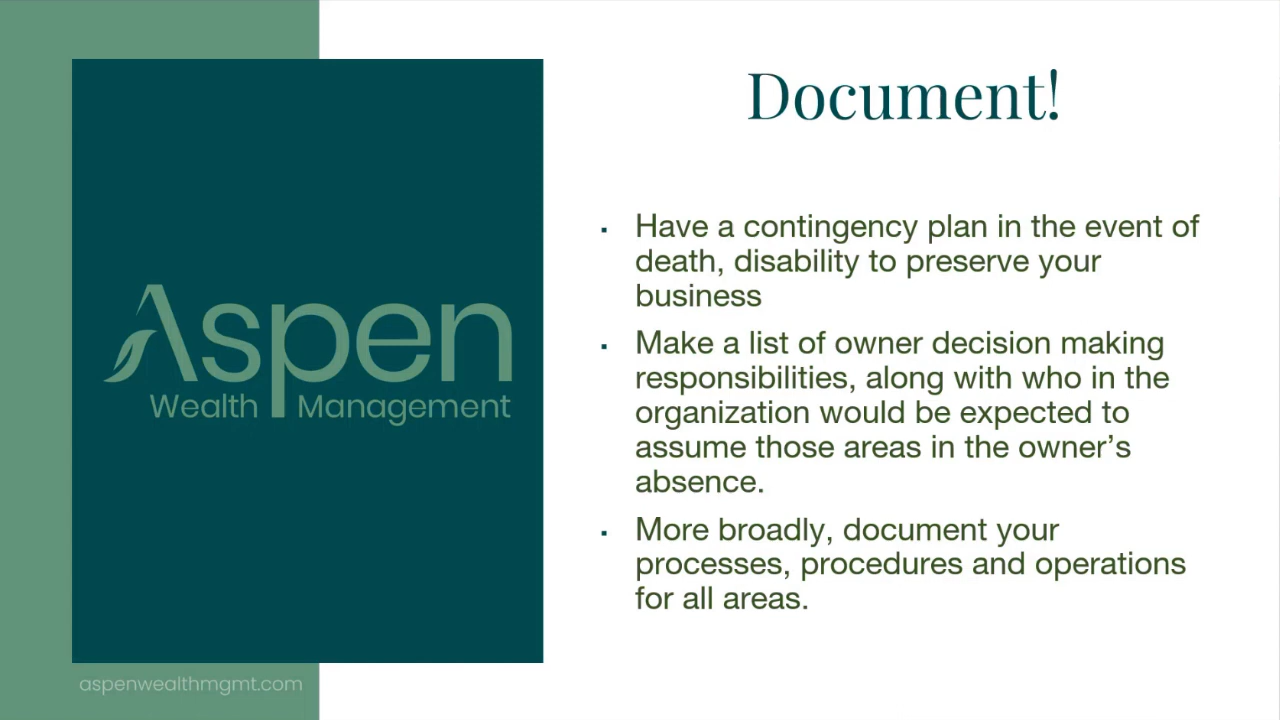 Aspen
Wealth Management
aspenwealthmgmt.com
Document!
▪ Have a contingency plan in the event of
death, disability to preserve your
business
▪ Make a list of owner decision making
responsibilities, along with who in the
organization would be expected to
assume those areas in the owner’s
absence.
▪ More broadly, document your
processes, procedures and operations
for all areas.